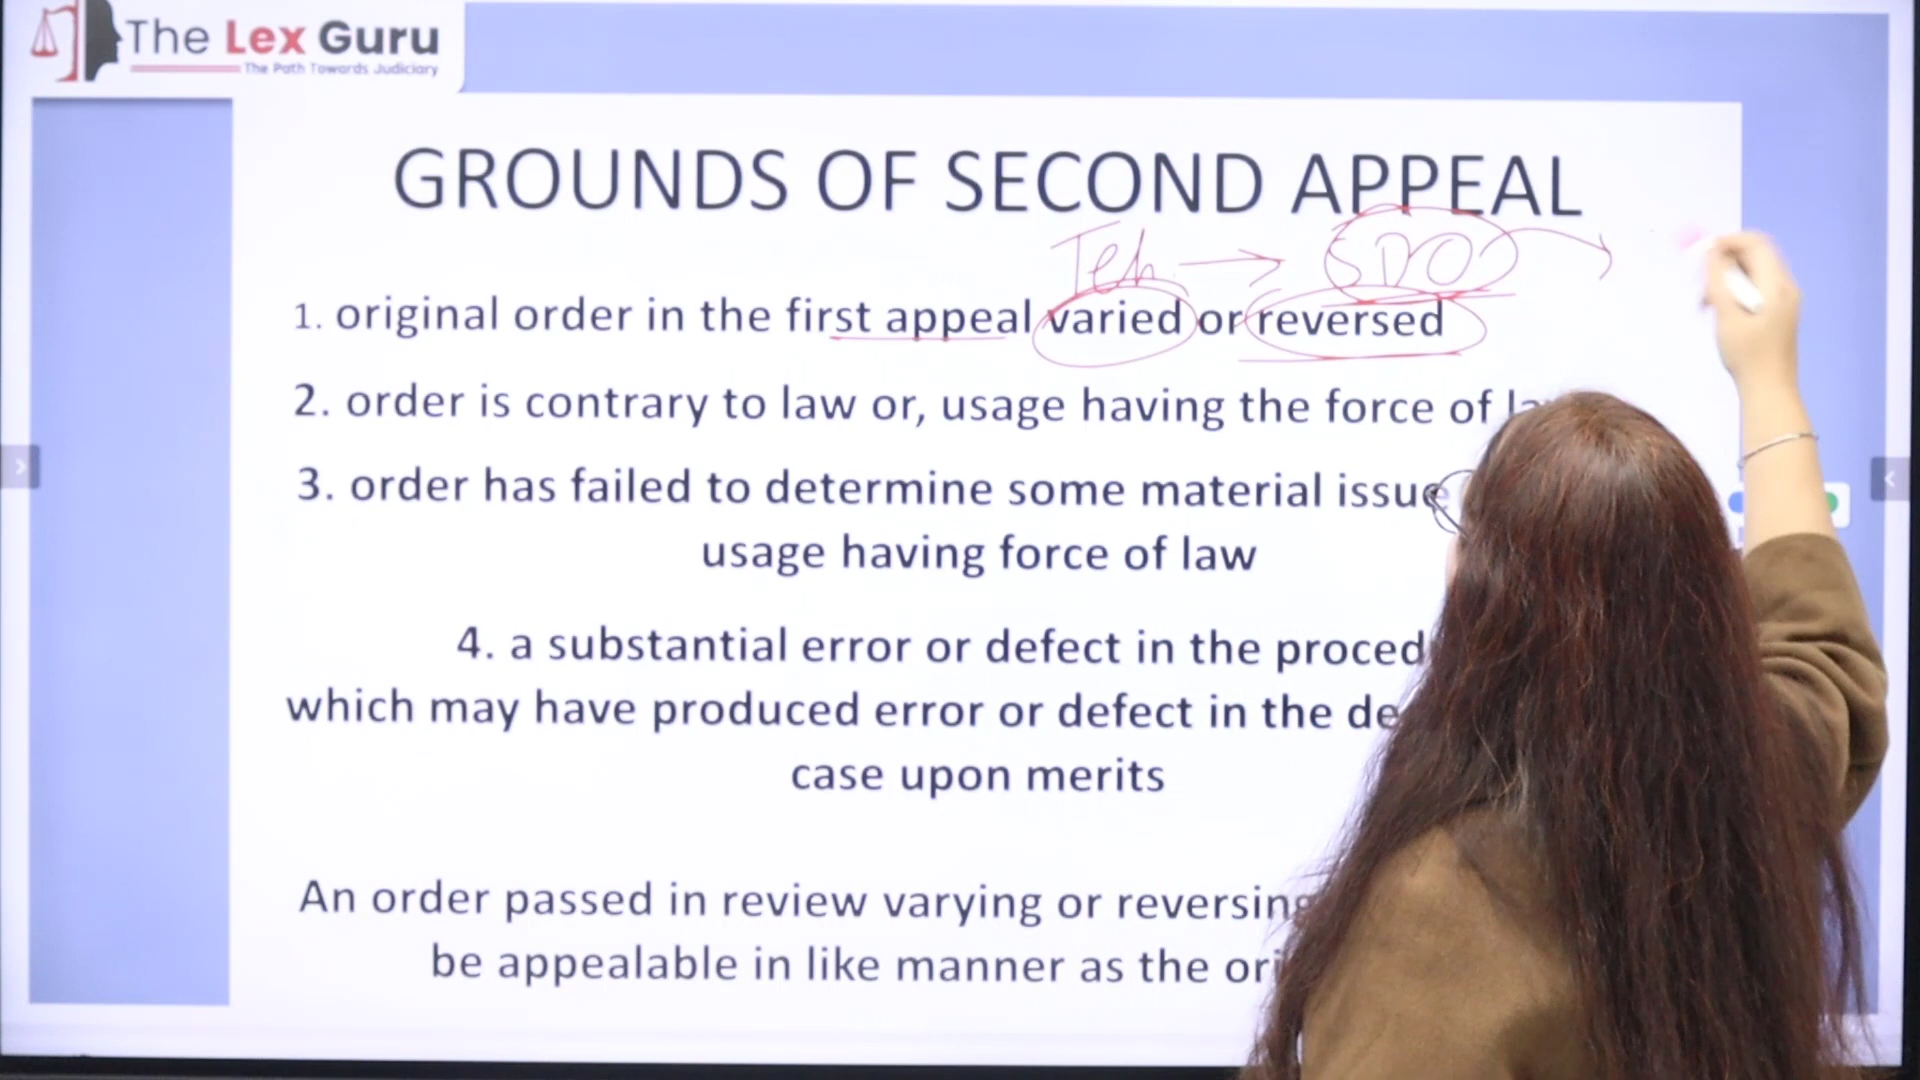 The Lex Guru
The Path Towards Judiciary
GROUNDS OF SECOND APPEAL
Teh → SDO →
1. original order in the first appeal varied or reversed
2. order is contrary to law or, usage having the force of
3. order has failed to determine some material issue
usage having force of law
4. a substantial error or defect in the
which may have produced error or defect in the
case upon merits
An order passed in review varying or
be appealable in like manner as the